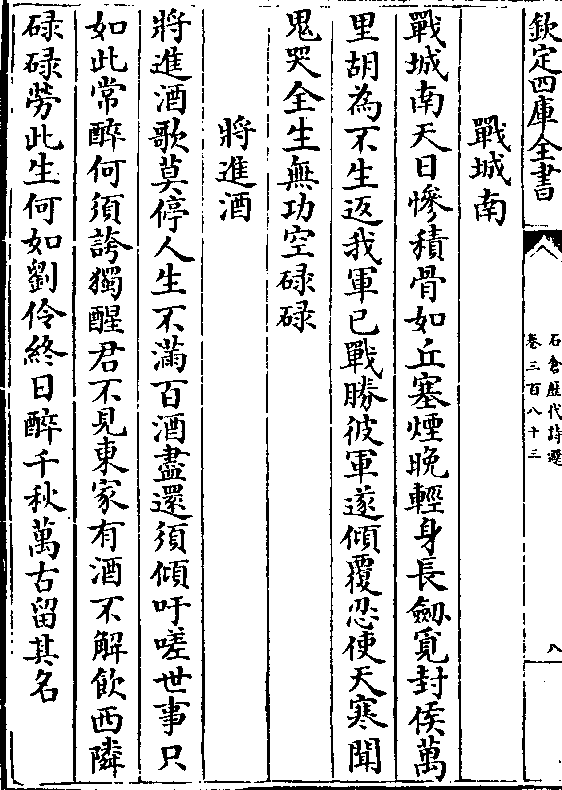 欽定四庫全書
石倉歷代詩選
卷三百八十三
八
戰城南
戰城南天日慘積骨如丘塞煙晚輕身長劒覔封侯萬
里胡為不生返我軍已戰勝彼軍遂傾覆忍使天寒聞
鬼哭全生無功空碌碌
將進酒
將進酒歌莫停人生不滿百酒盡還須傾吁嗟世事只
如此常醉何須誇獨醒君不見東家有酒不解飲西隣
碌碌勞此生何如劉伶終日醉千秋萬古留其名